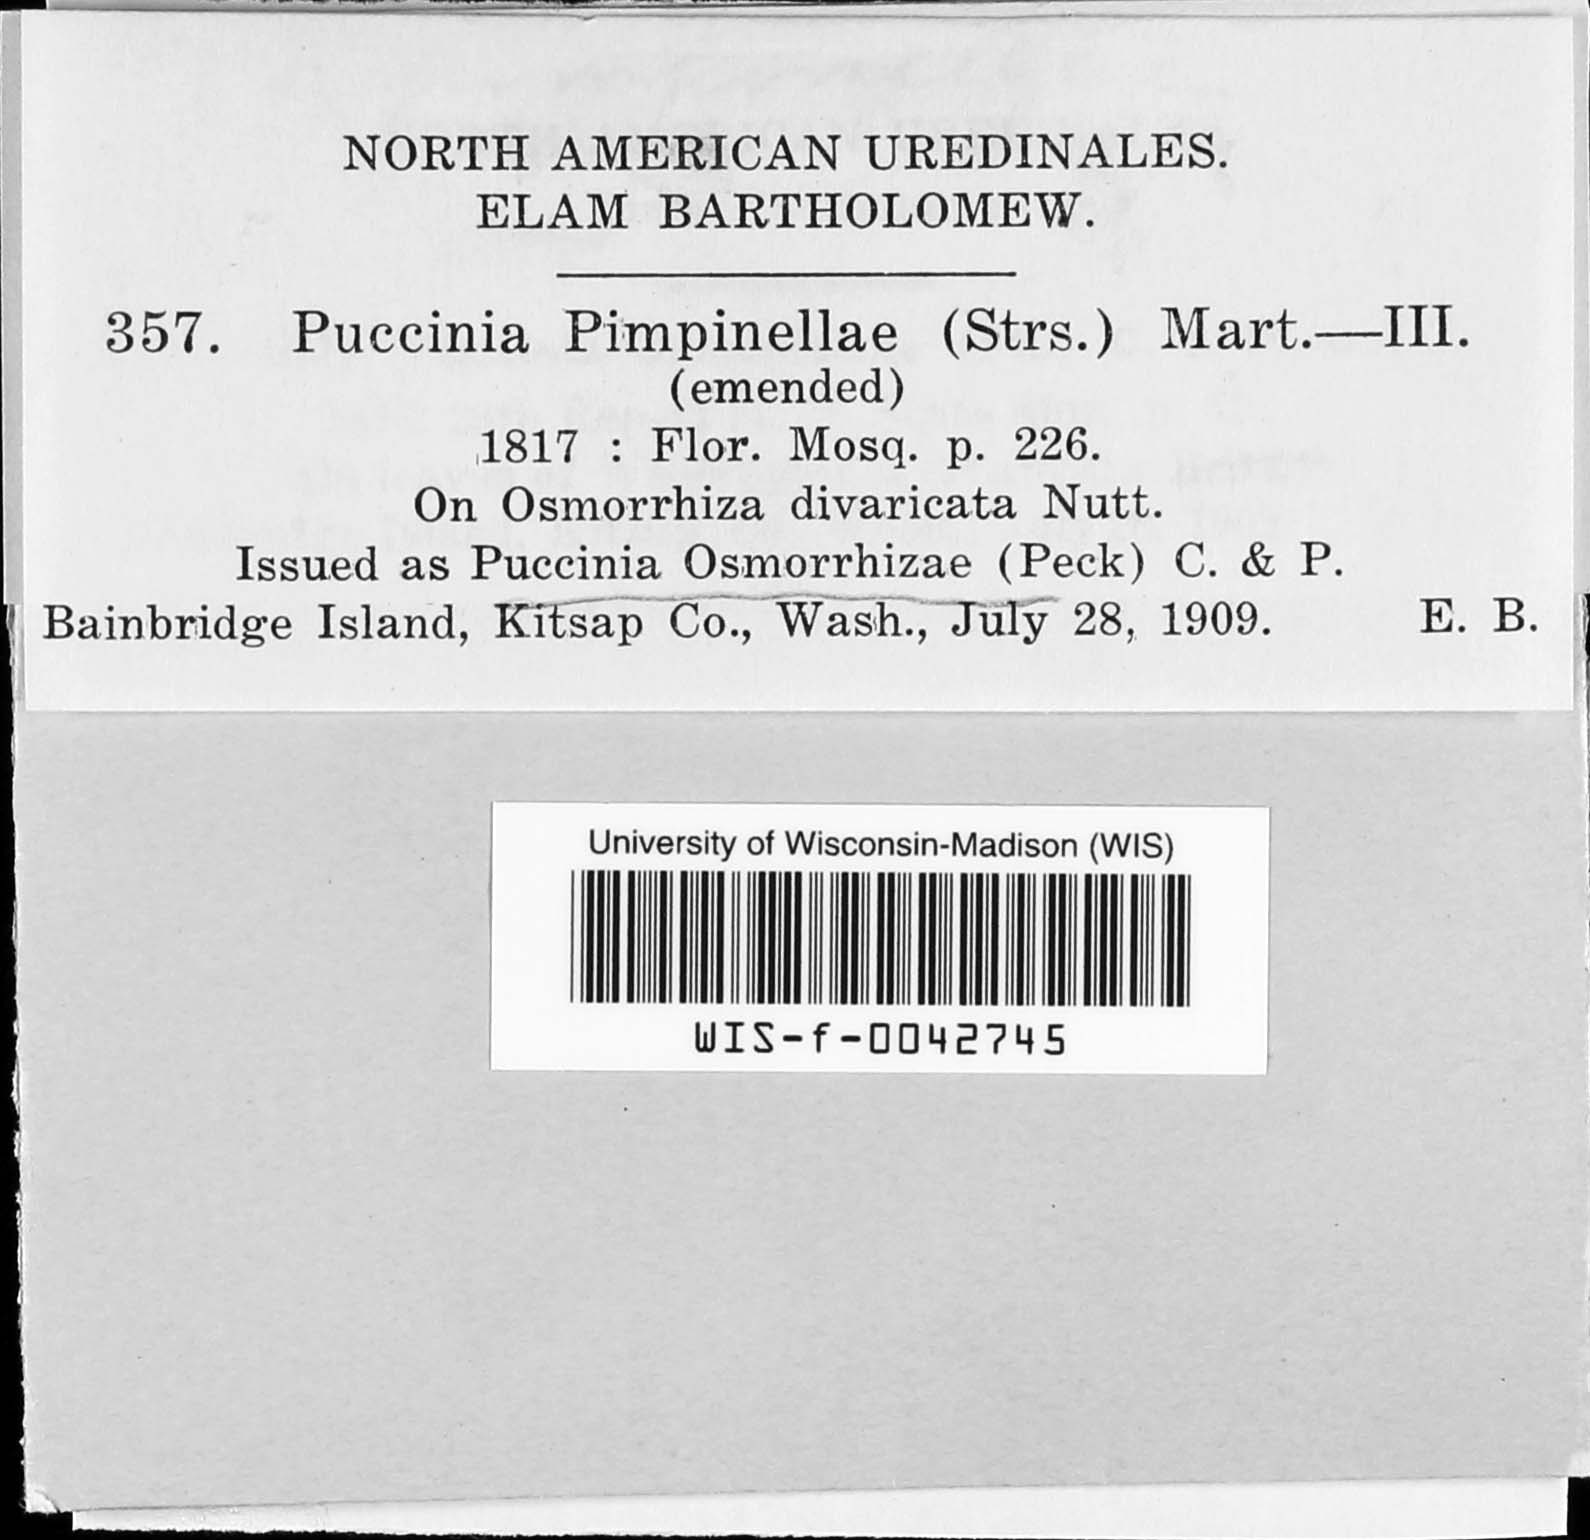 NORTH AMERICAN UREDINALES.
ELAM BARTHOLOMEW.
357. Puccinia Pimpinellae (Strs.) Mart.—III.
(emended)
1817 : Flor. Mosq. p. 226.
On Osmorrhiza divaricata Nutt.
Issued as Puccinia Osmorrhizae (Peck) C. & P.
Bainbridge Island, Kitsap Co., Wash., July 28, 1909. E. B.
University of Wisconsin-Madison (WIS)
WIS-f-0042745